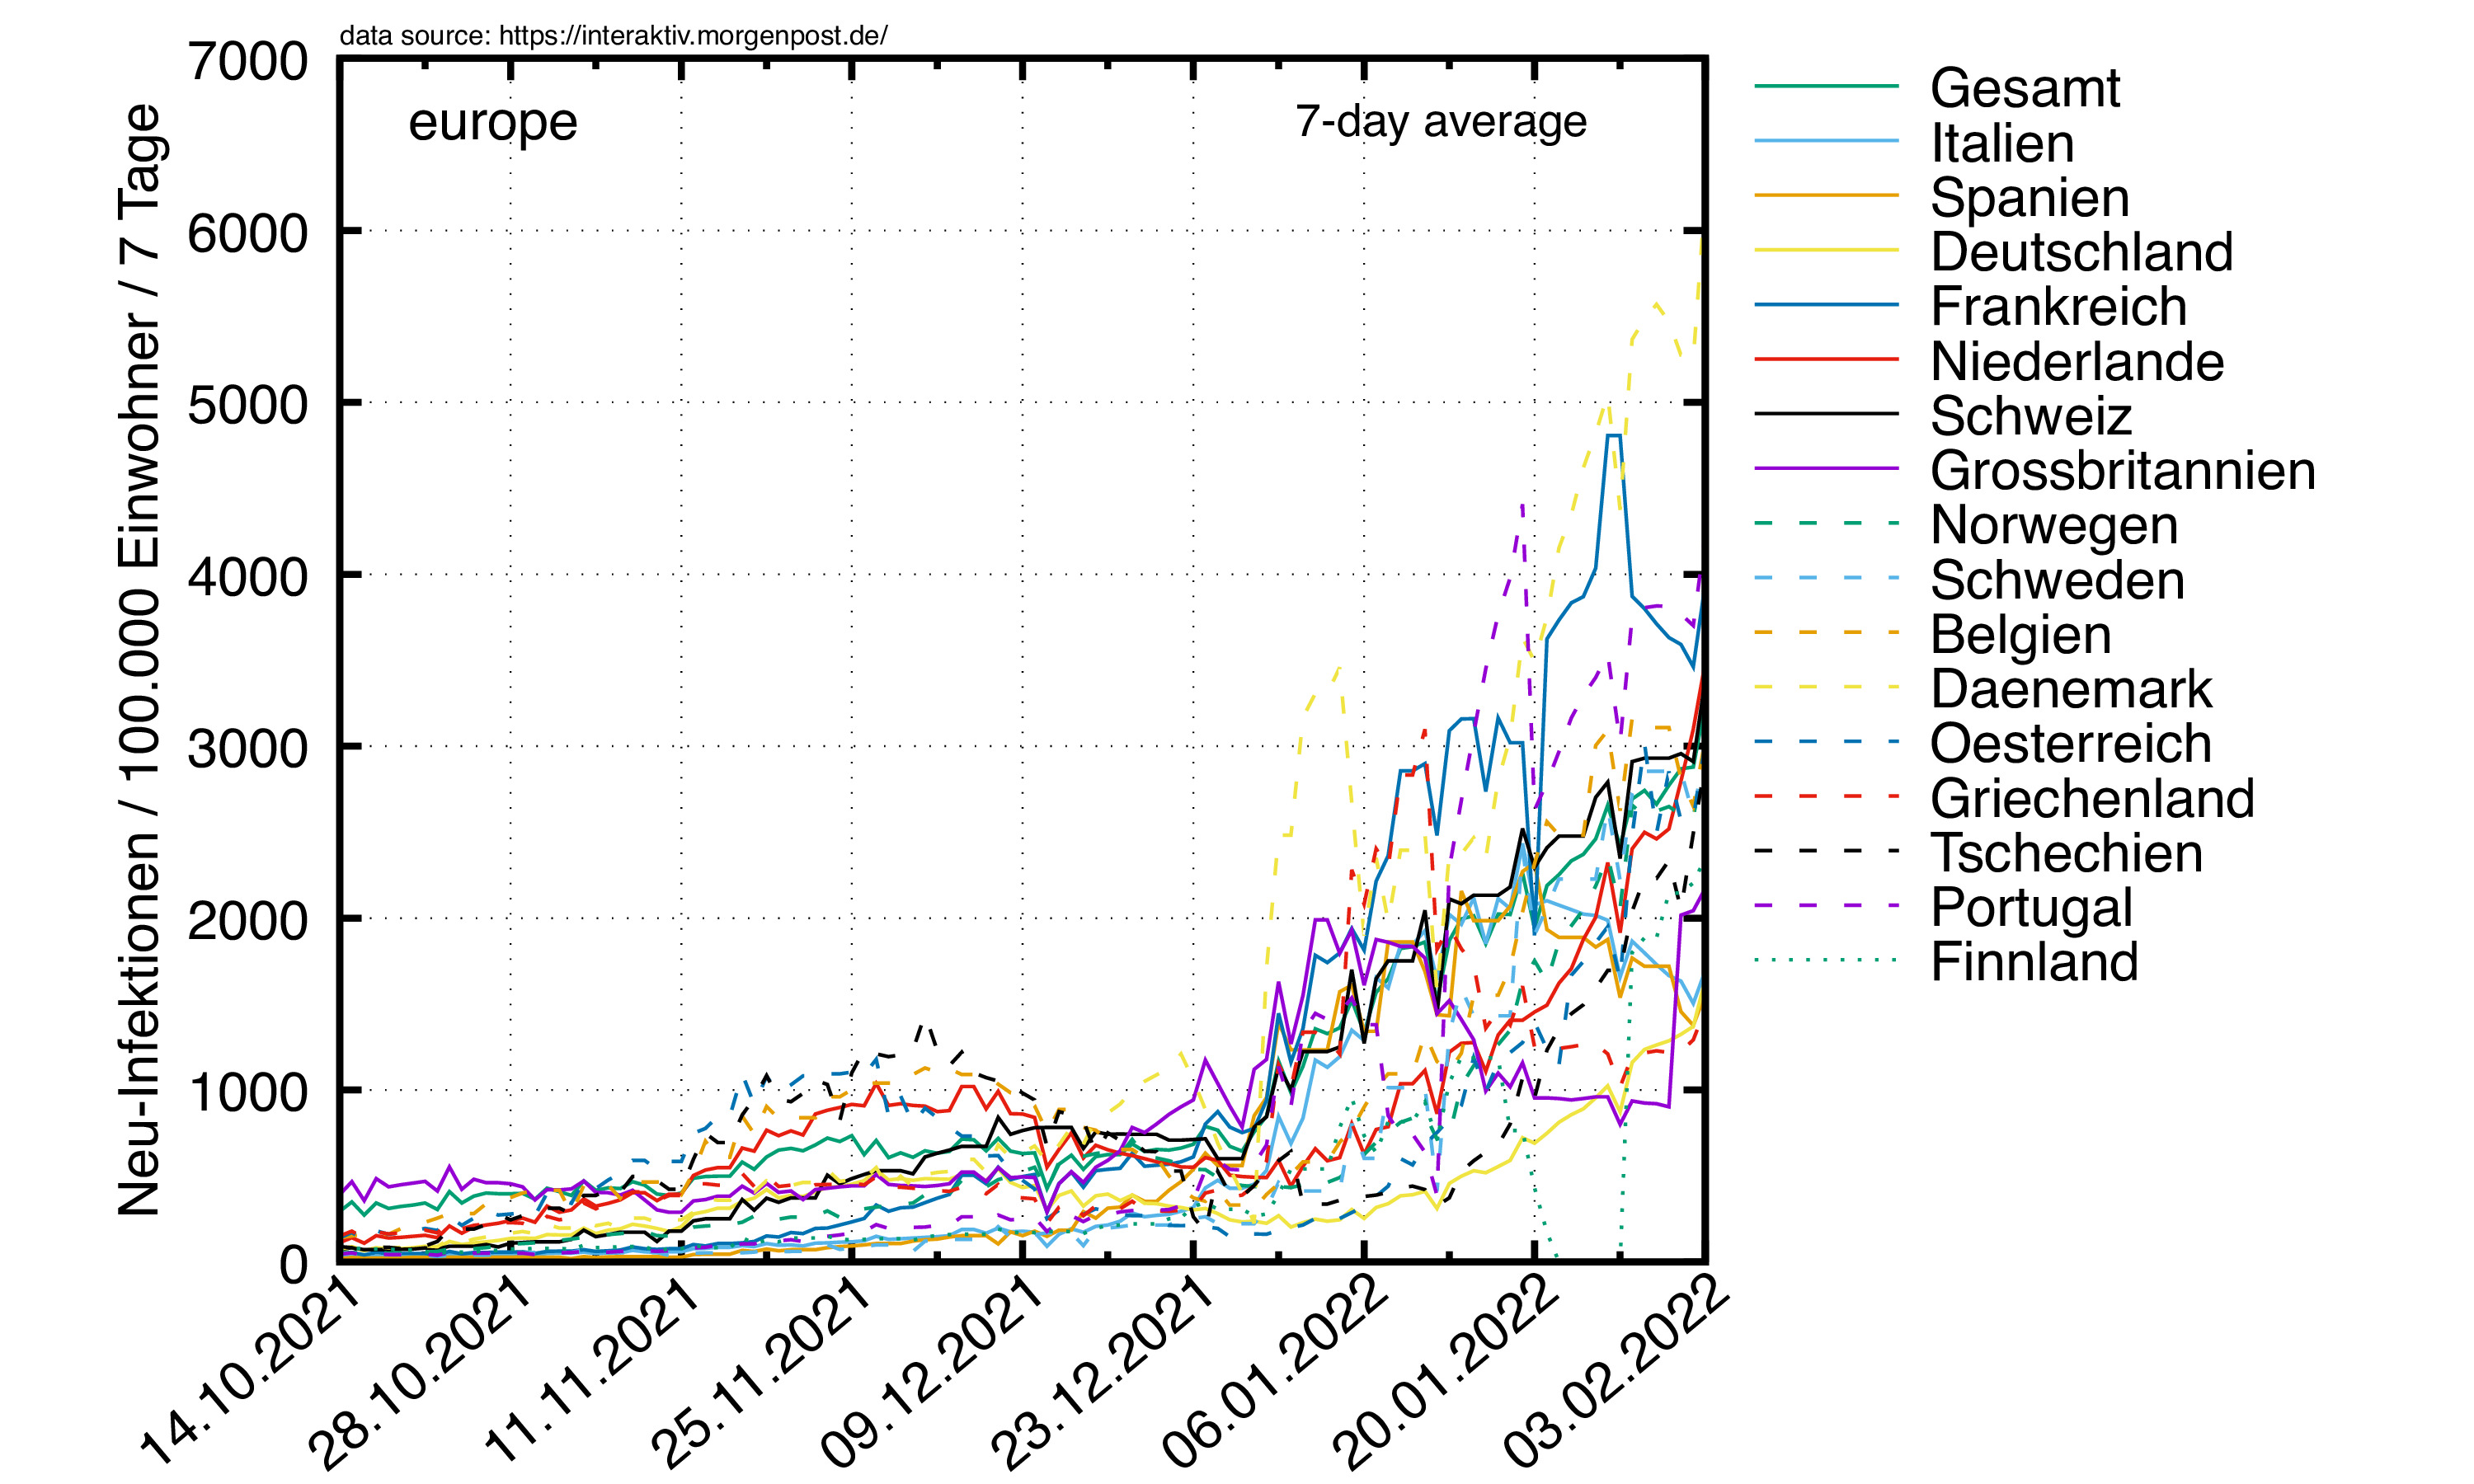 data source: https://interaktiv.morgenpost.de/
europe
7-day average
Neu-Infektionen / 100.000 Einwohner / 7 Tage
7000
6000
5000
4000
3000
2000
1000
0
14.10.2021
28.10.2021
11.11.2021
25.11.2021
09.12.2021
23.12.2021
06.01.2022
20.01.2022
03.02.2022
Gesamt
Italien
Spanien
Deutschland
Frankreich
Niederlande
Schweiz
Grossbritannien
Norwegen
Schweden
Belgien
Daenemark
Oesterreich
Griechenland
Tschechien
Portugal
Finnland